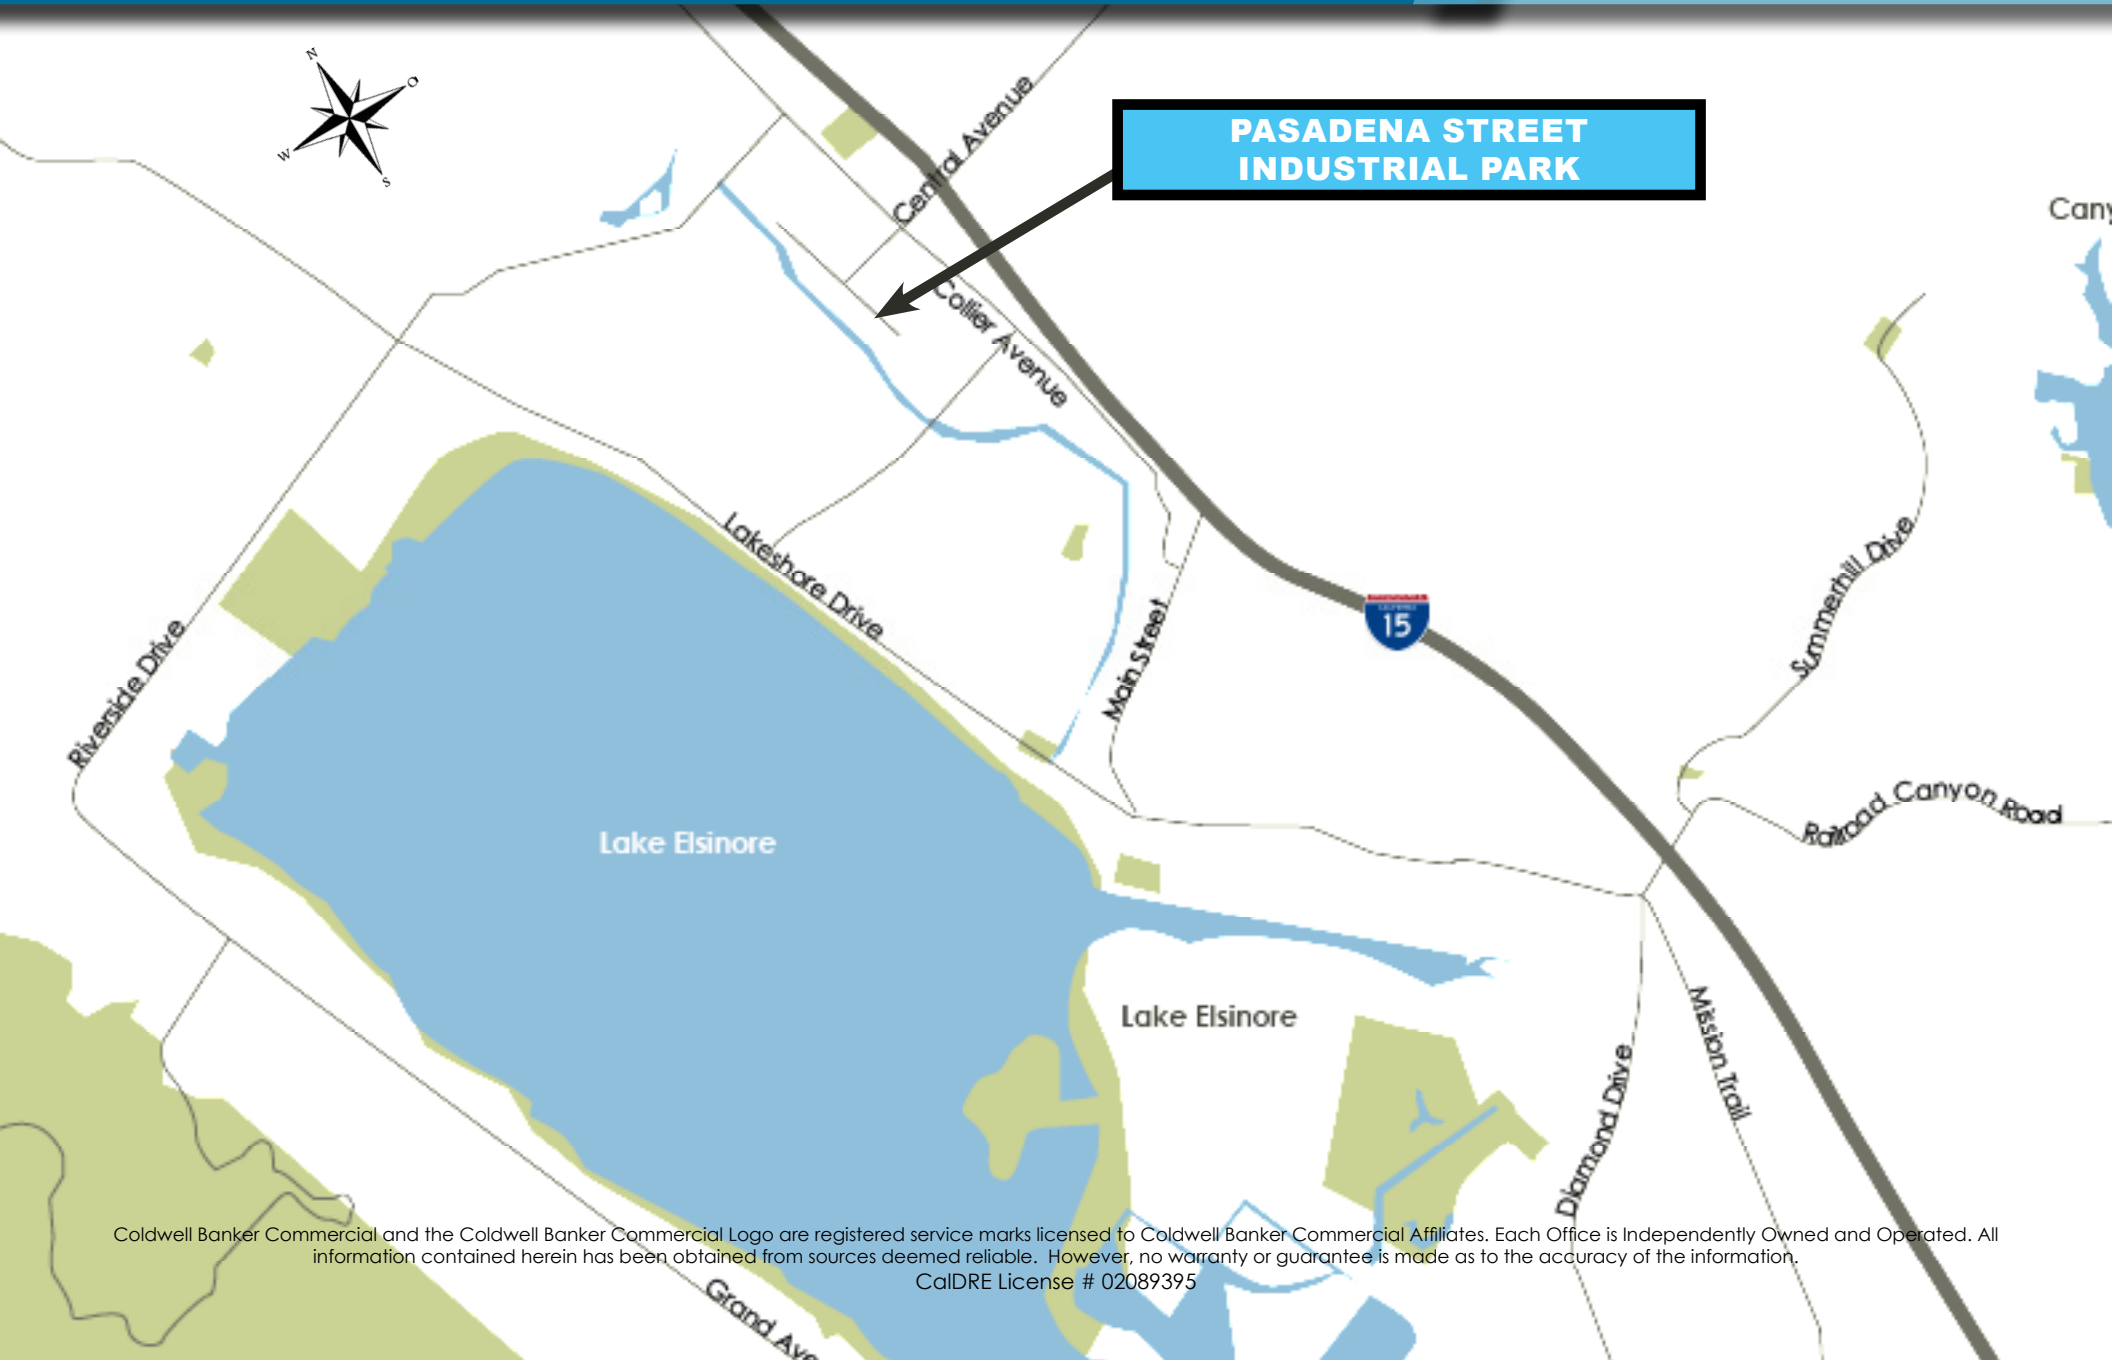 N
O
W
S
Central Avenue
PASADENA STREET
INDUSTRIAL PARK
Collier Avenue
Lakeshore Drive
Riverside Drive
Main Street
15
Summerhill Drive
Railroad Canyon Road
Lake Elsinore
Lake Elsinore
Mission Trail
Diamond Drive
Coldwell Banker Commercial and the Coldwell Banker Commercial Logo are registered service marks licensed to Coldwell Banker Commercial Affiliates. Each Office is Independently Owned and Operated. All
information contained herein has been obtained from sources deemed reliable. However, no warranty or guarantee is made as to the accuracy of the information.
CalDRE License # 02089395
Grand Ave